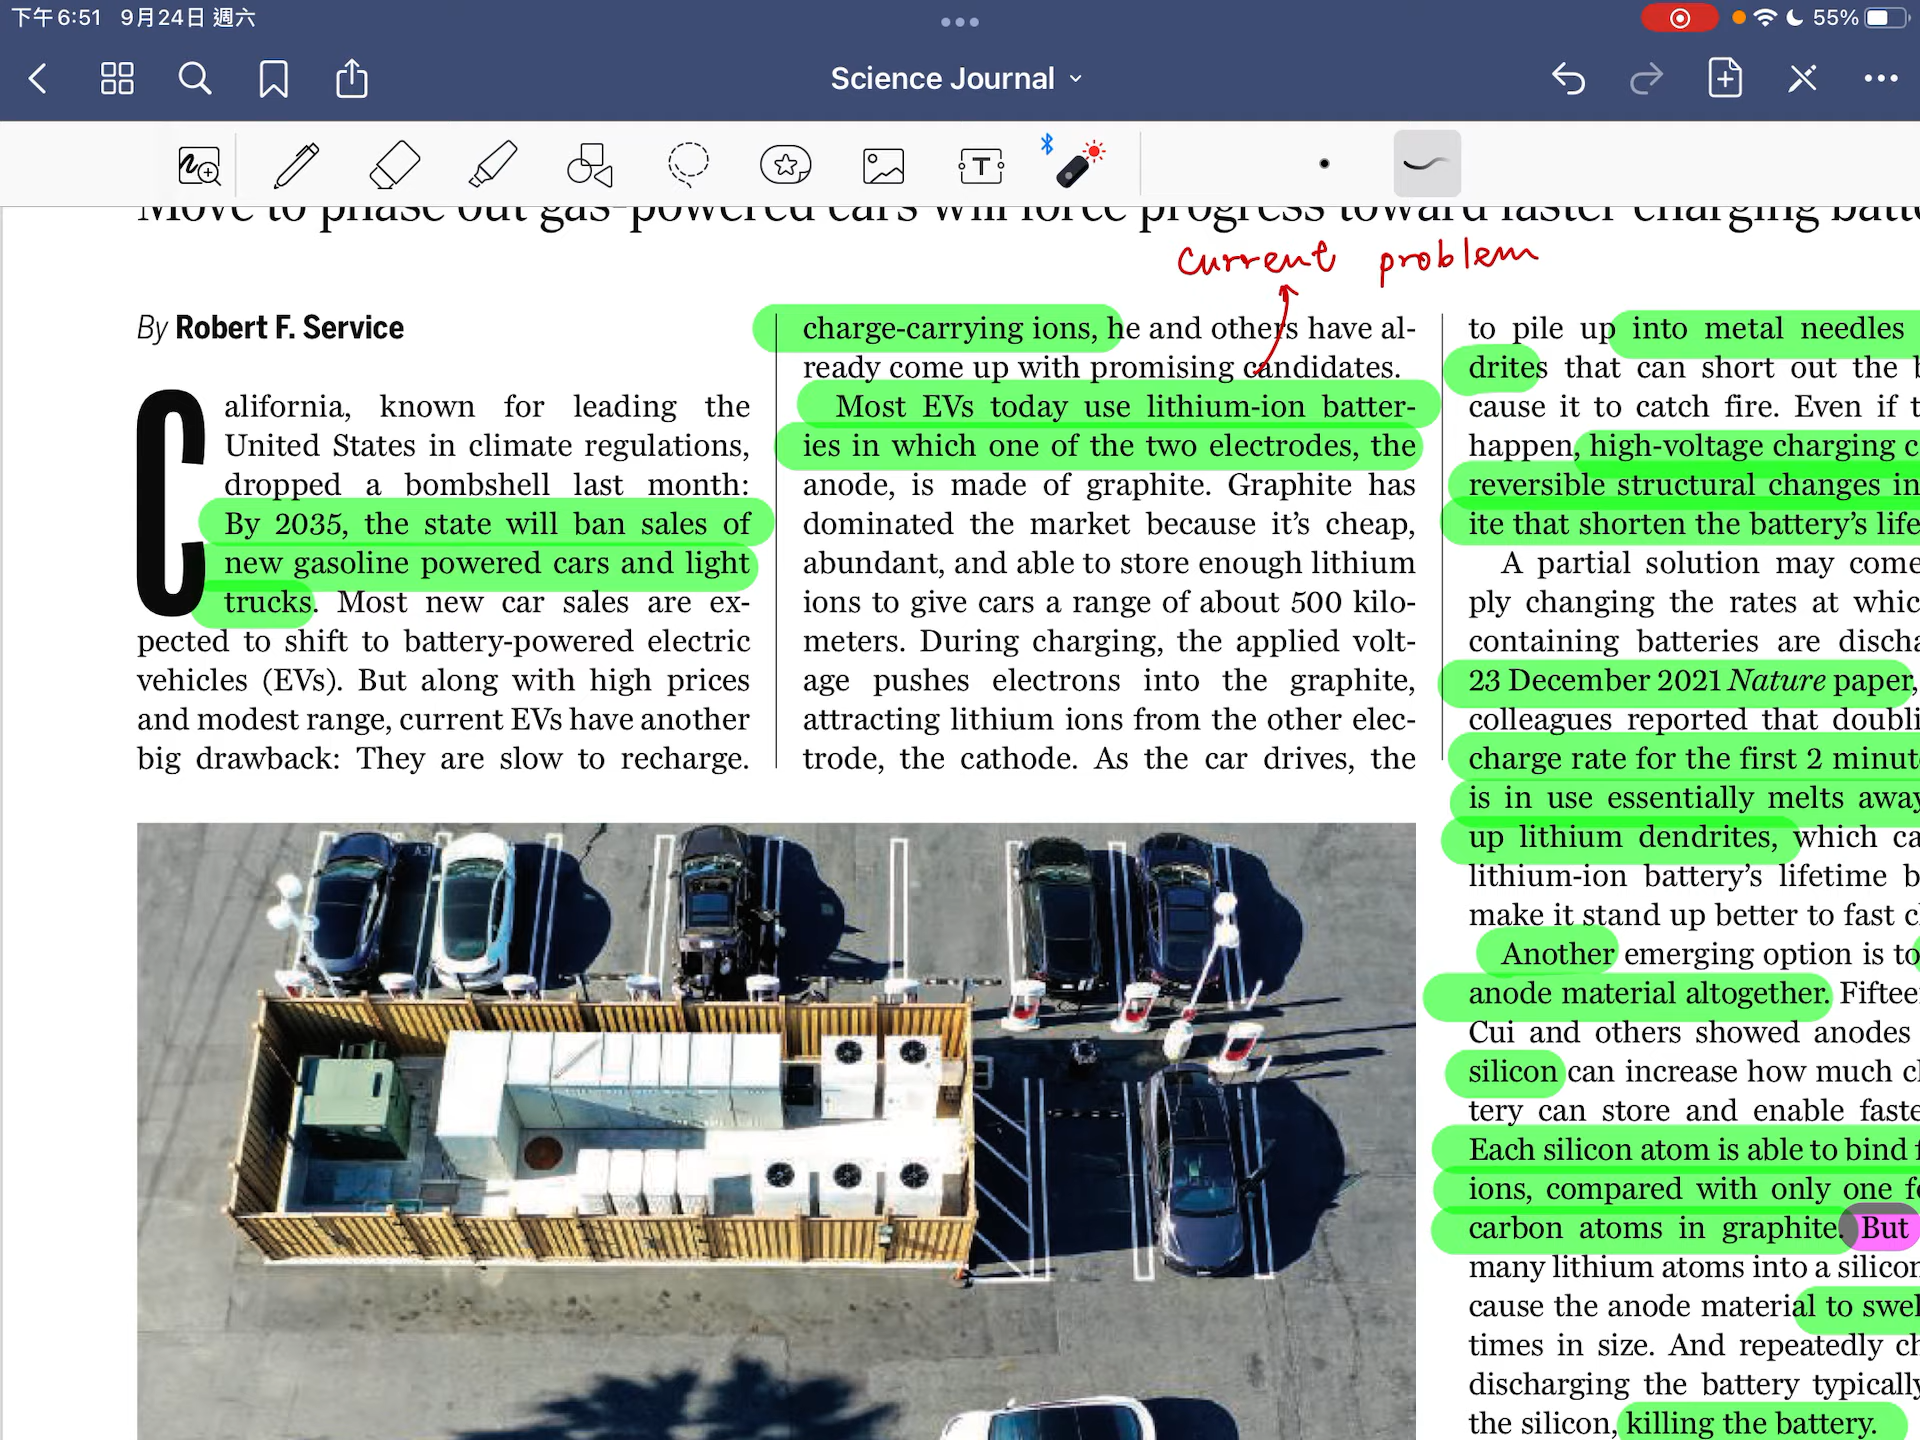 下午6:51 9月24日 週六
55%
Science Journal
Move to phase out gas-powered cars will force progress toward faster charging
current problem
By Robert F. Service
California, known for leading the
United States in climate regulations,
dropped a bombshell last month:
By 2035, the state will ban sales of
new gasoline powered cars and light
trucks. Most new car sales are ex-
pected to shift to battery-powered electric
vehicles (EVs). But along with high prices
and modest range, current EVs have another
big drawback: They are slow to recharge.
charge-carrying ions, he and others have al-
ready come up with promising candidates.
Most EVs today use lithium-ion batter-
ies in which one of the two electrodes, the
anode, is made of graphite. Graphite has
dominated the market because it’s cheap,
abundant, and able to store enough lithium
ions to give cars a range of about 500 kilo-
meters. During charging, the applied volt-
age pushes electrons into the graphite,
attracting lithium ions from the other elec-
trode, the cathode. As the car drives, the
to pile up into metal needles
drites that can short out the
cause it to catch fire. Even if
happen, high-voltage charging
reversible structural changes in
ite that shorten the battery’s life
A partial solution may come
ply changing the rates at
containing batteries are
23 December 2021 Nature paper,
colleagues reported that
charge rate for the first 2
is in use essentially melts
up lithium dendrites, which
lithium-ion battery’s lifetime
make it stand up better to fast
Another emerging option is to
anode material altogether.
Cui and others showed anodes
silicon can increase how much
tery can store and enable
Each silicon atom is able to bind
ions, compared with only one
carbon atoms in graphite. But
many lithium atoms into a
cause the anode material to
times in size. And repeatedly
discharging the battery typically
the silicon, killing the battery.